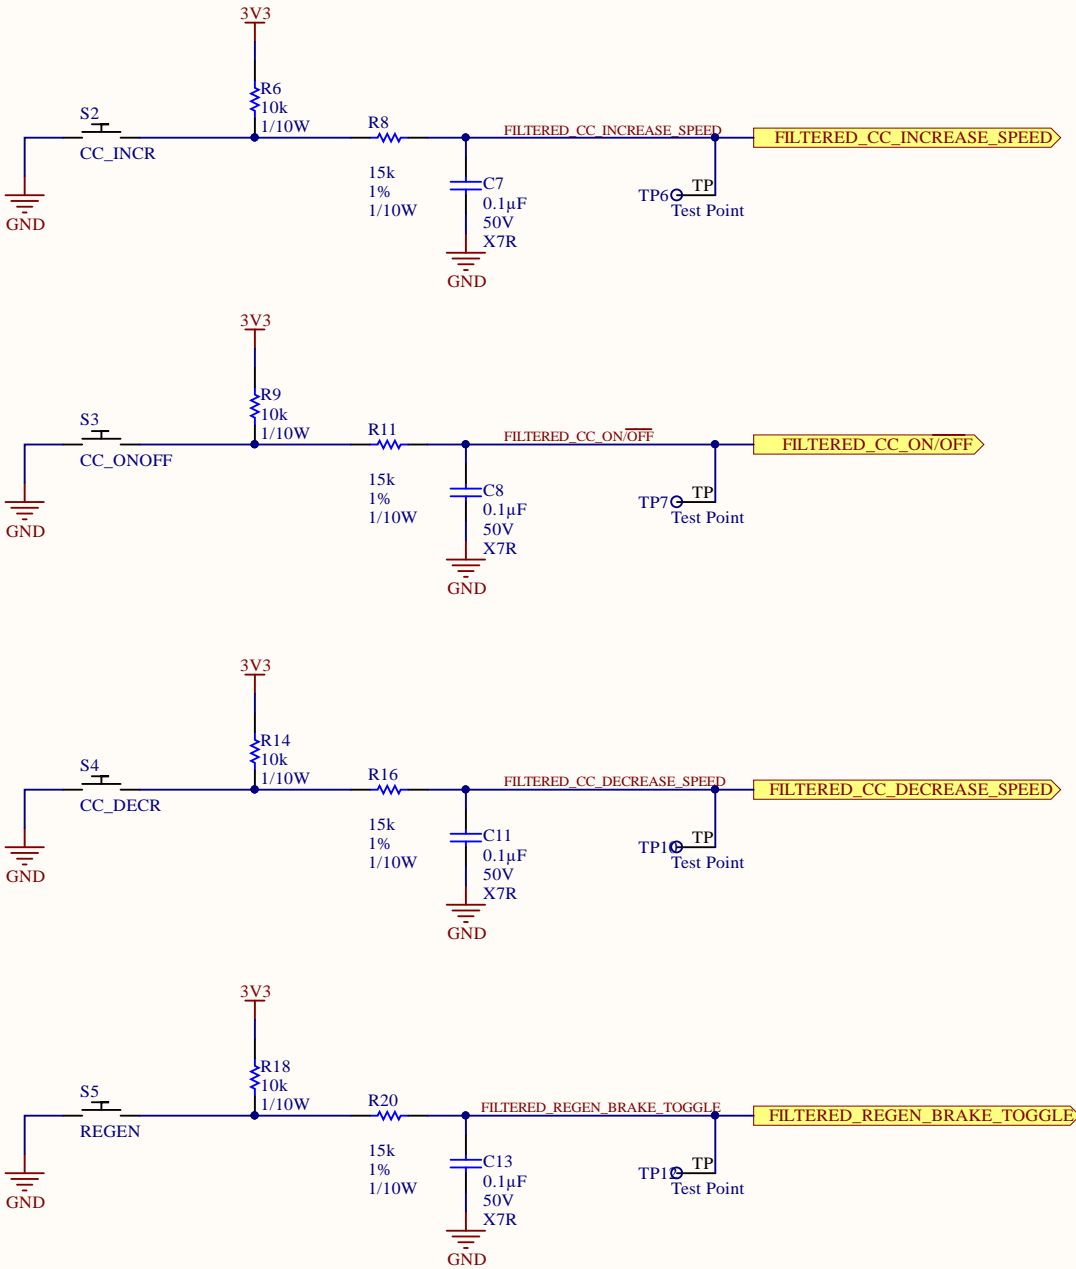 3V3
R6
10k
1/10W
S2
CC_INCR
GND
R8
15k
1%
1/10W
C7
0.1µF
50V
X7R
GND
FILTERED_CC_INCREASE_SPEED
TP6
TP
Test Point
FILTERED_CC_INCREASE_SPEED
3V3
R9
10k
1/10W
S3
CC_ONOFF
GND
R11
15k
1%
1/10W
C8
0.1µF
50V
X7R
GND
FILTERED_CC_ON/OFF
TP7
TP
Test Point
FILTERED_CC_ON/OFF
3V3
R14
10k
1/10W
S4
CC_DECR
GND
R16
15k
1%
1/10W
C11
0.1µF
50V
X7R
GND
FILTERED_CC_DECREASE_SPEED
TP10
TP
Test Point
FILTERED_CC_DECREASE_SPEED
3V3
R18
10k
1/10W
S5
REGEN
GND
R20
15k
1%
1/10W
C13
0.1µF
50V
X7R
GND
FILTERED_REGEN_BRAKE_TOGGLE
TP12
TP
Test Point
FILTERED_REGEN_BRAKE_TOGGLE